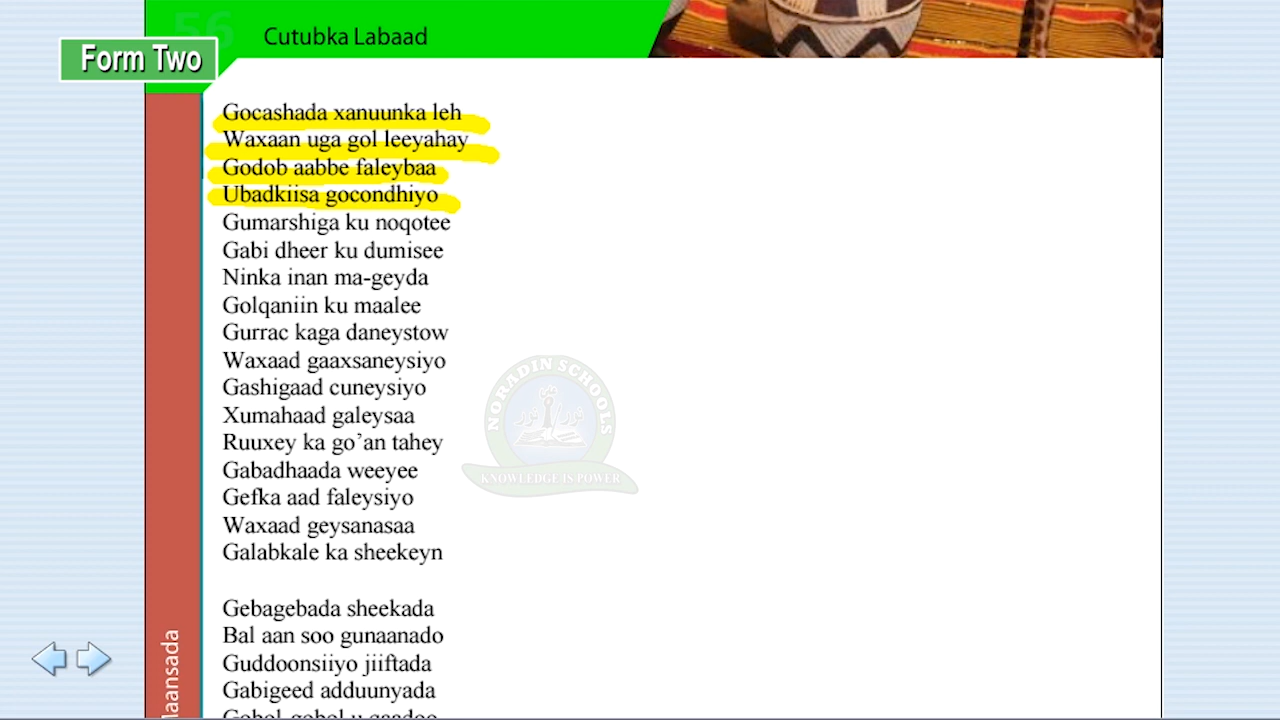 56
Cutubka Labaad
Form Two
Gocashada xanuunka leh
Waxaan uga gol leeyahay
Godob aabbe faleybaa
Ubadkiisa gocondhiyo
Gumarshiga ku noqotee
Gabi dheer ku dumisee
Ninka inan ma-geyda
Golqaniin ku maalee
Gurrac kaga daneystow
Waxaad gaaxsaneysiyo
Gashigaad cuneysiyo
Xumahaad galeysaa
Ruuxey ka go’an tahey
Gabadhaada weeyee
Gefka aad faleysiyo
Waxaad geysanasaa
Galabkale ka sheekeyn
Gebagebada sheekada
Bal aan soo gunaanado
Guddoonsiiyo jiiftada
Gabigeed adduunyada
NORADIN SCHOOLS
KNOWLEDGE IS POWER